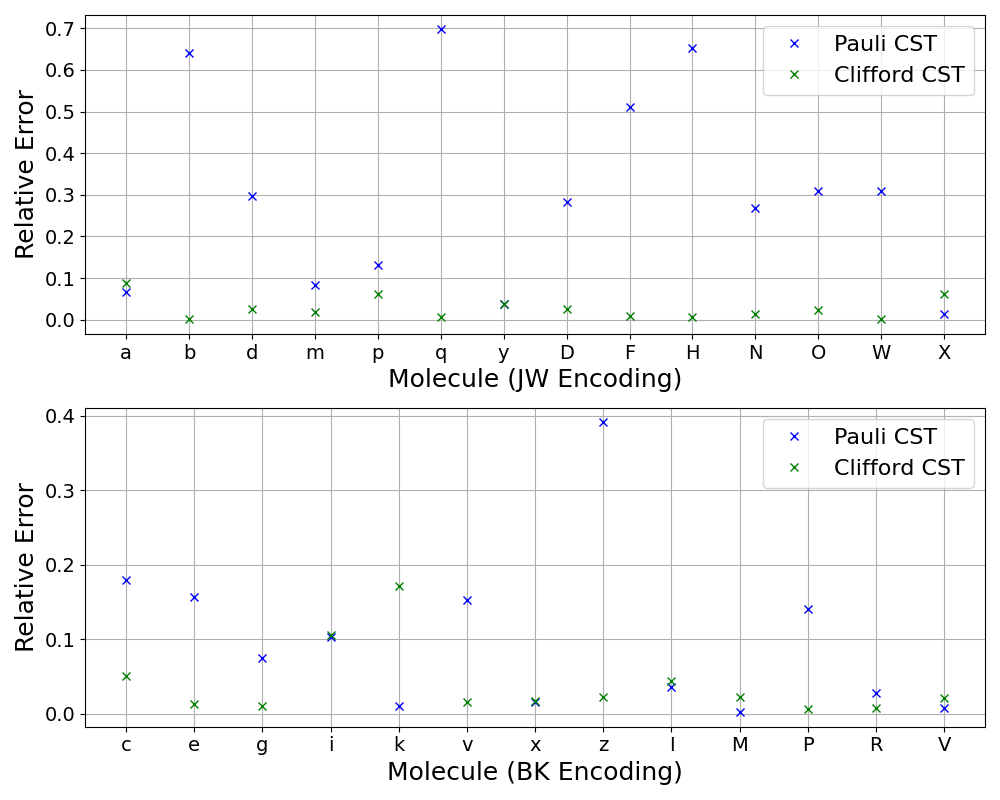 Relative Error
0.7
0.6
0.5
0.4
0.3
0.2
0.1
0.0
Pauli CST
Clifford CST
a b d m p q y D F H N O W X
Molecule (JW Encoding)
Relative Error
0.4
0.3
0.2
0.1
0.0
Pauli CST
Clifford CST
c e g i k v x z I M P R V
Molecule (BK Encoding)